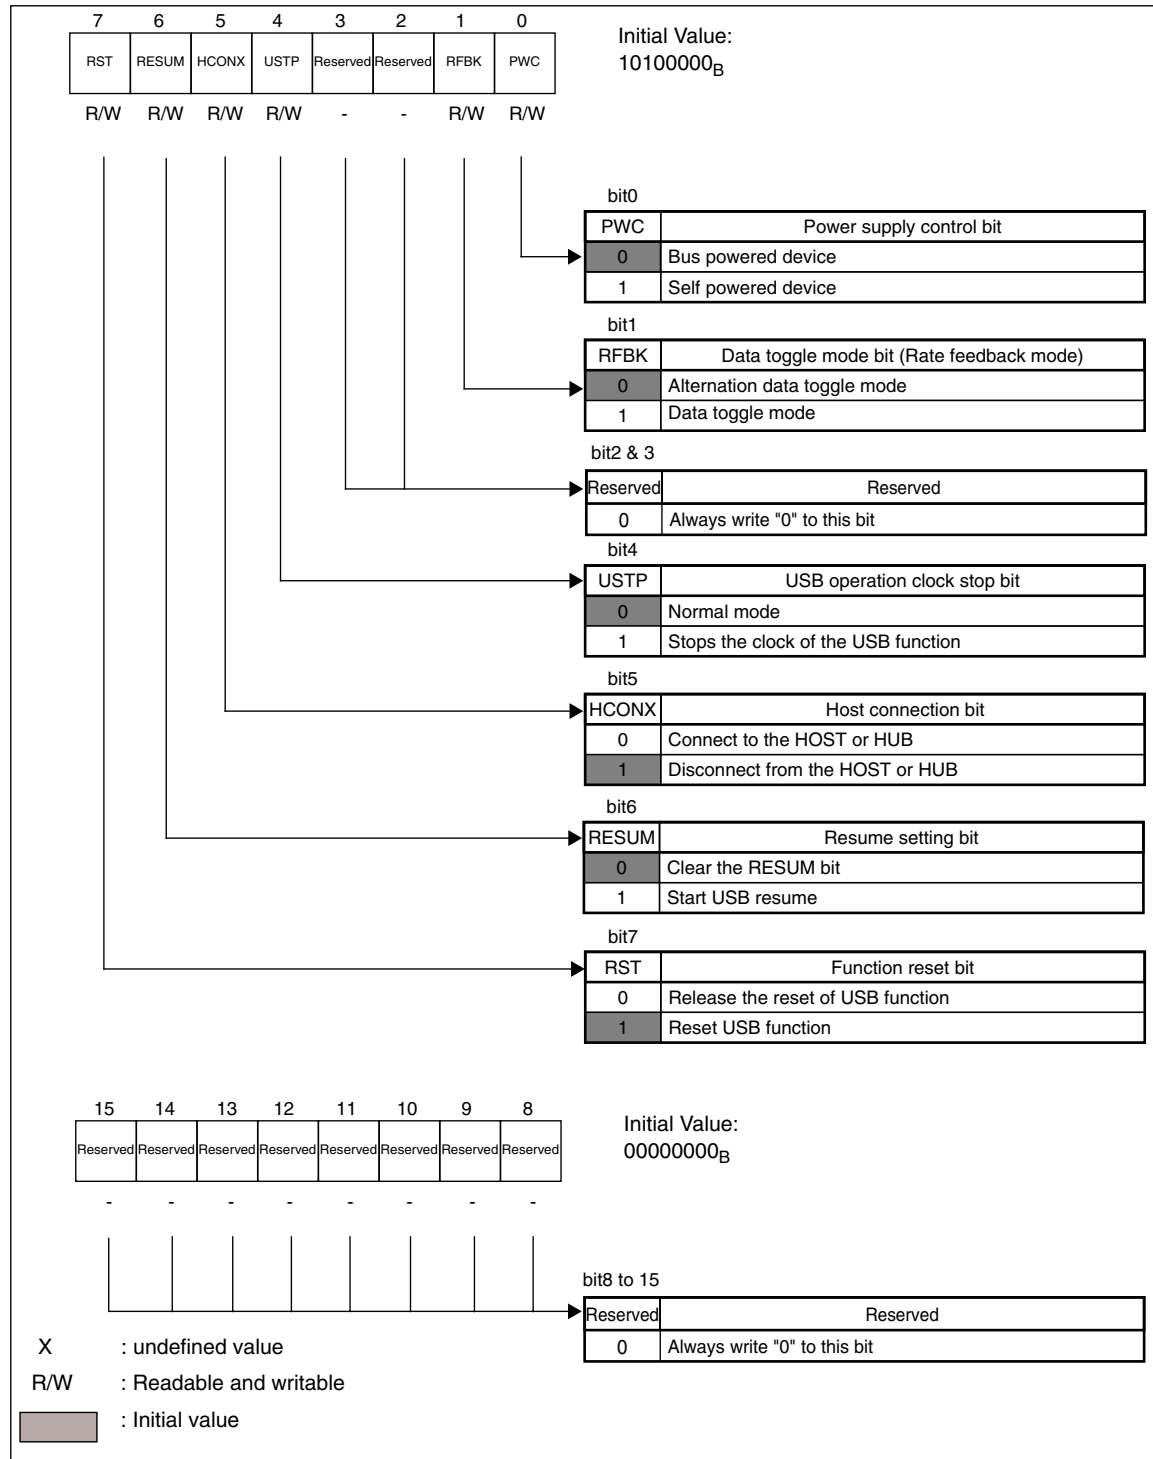 7 6 5 4 3 2 1 0
RST RESUM HCONX USTP Reserved Reserved RFBK PWC
R/W R/W R/W R/W - - R/W R/W
Initial Value:
10100000B
bit0
PWC Power supply control bit
0 Bus powered device
1 Self powered device
bit1
RFBK Data toggle mode bit (Rate feedback mode)
0 Alternation data toggle mode
1 Data toggle mode
bit2 & 3
Reserved Reserved
0 Always write "0" to this bit
bit4
USTP USB operation clock stop bit
0 Normal mode
1 Stops the clock of the USB function
bit5
HCONX Host connection bit
0 Connect to the HOST or HUB
1 Disconnect from the HOST or HUB
bit6
RESUM Resume setting bit
0 Clear the RESUM bit
1 Start USB resume
bit7
RST Function reset bit
0 Release the reset of USB function
1 Reset USB function
15 14 13 12 11 10 9 8
Reserved Reserved Reserved Reserved Reserved Reserved Reserved Reserved
- - - - - - - -
Initial Value:
00000000B
bit8 to 15
Reserved Reserved
0 Always write "0" to this bit
X : undefined value
R/W : Readable and writable
: Initial value